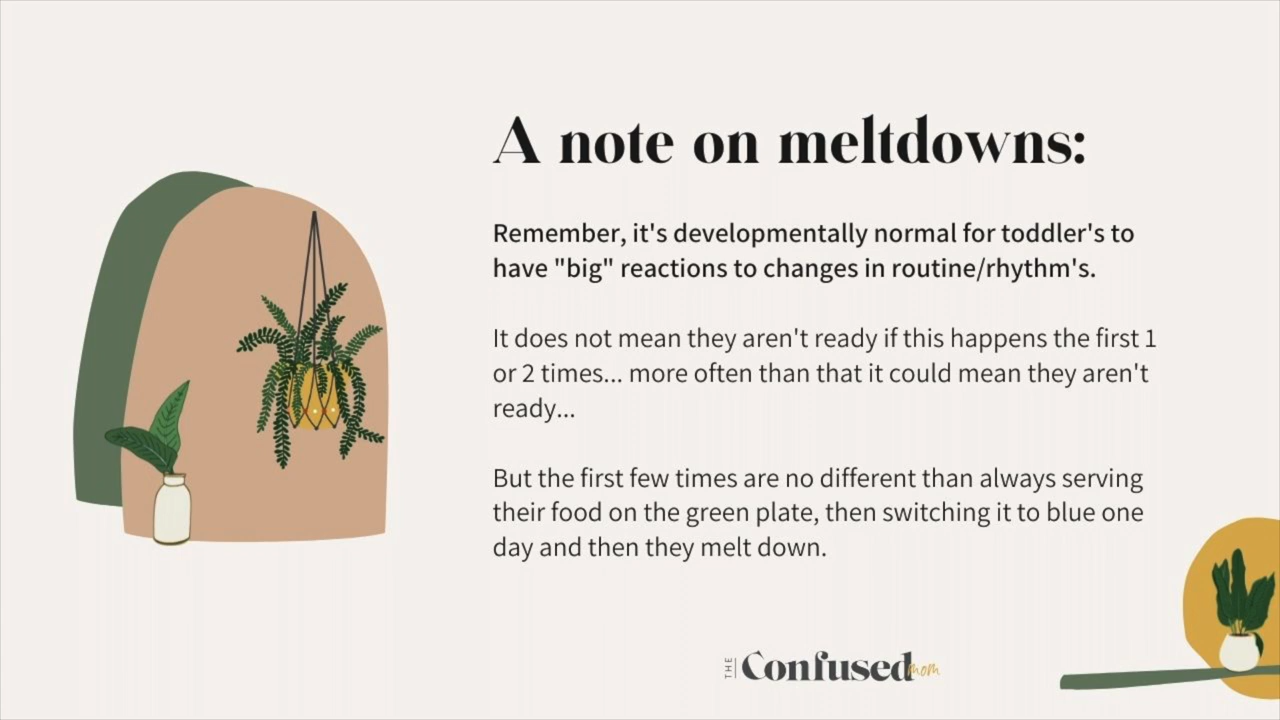 A note on meltdowns:
Remember, it's developmentally normal for toddler's to
have "big" reactions to changes in routine/rhythm's.
It does not mean they aren't ready if this happens the first 1
or 2 times... more often than that it could mean they aren't
ready...
But the first few times are no different than always serving
their food on the green plate, then switching it to blue one
day and then they melt down.
THE Confused mom